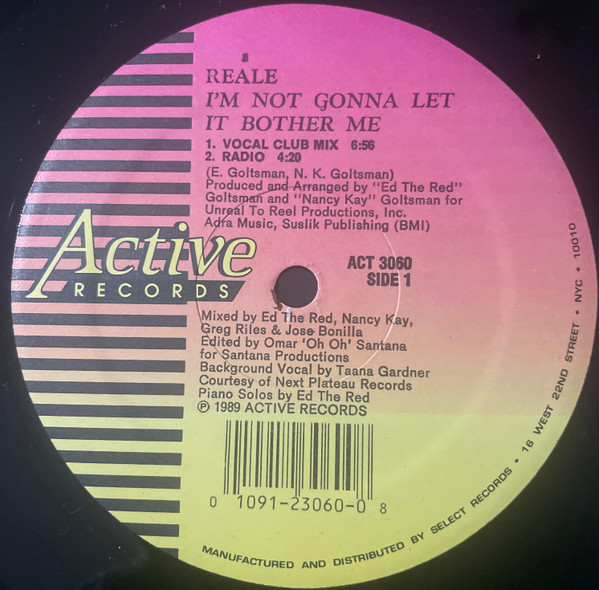 REALE
I'M NOT GONNA LET
IT BOTHER ME
1. VOCAL CLUB MIX 6:56
2. RADIO 4:20
(E. Goltsman, N. K. Goltsman)
Produced and Arranged by "Ed The Red"
Goltsman and "Nancy Kay" Goltsman for
Unreal To Reel Productions, Inc.
Adra Music, Suslik Publishing (BMI)
Active
RECORDS
ACT 3060
SIDE 1
Mixed by Ed The Red, Nancy Kay,
Greg Riles & Jose Bonilla
Edited by Omar 'Oh Oh' Santana
for Santana Productions
Background Vocal by Taana Gardner
Courtesy of Next Plateau Records
Piano Solos by Ed The Red
℗ 1989 ACTIVE RECORDS
0 1091-23060-0 8
MANUFACTURED AND DISTRIBUTED BY SELECT RECORDS • 16 WEST 22ND STREET • NYC • 10010